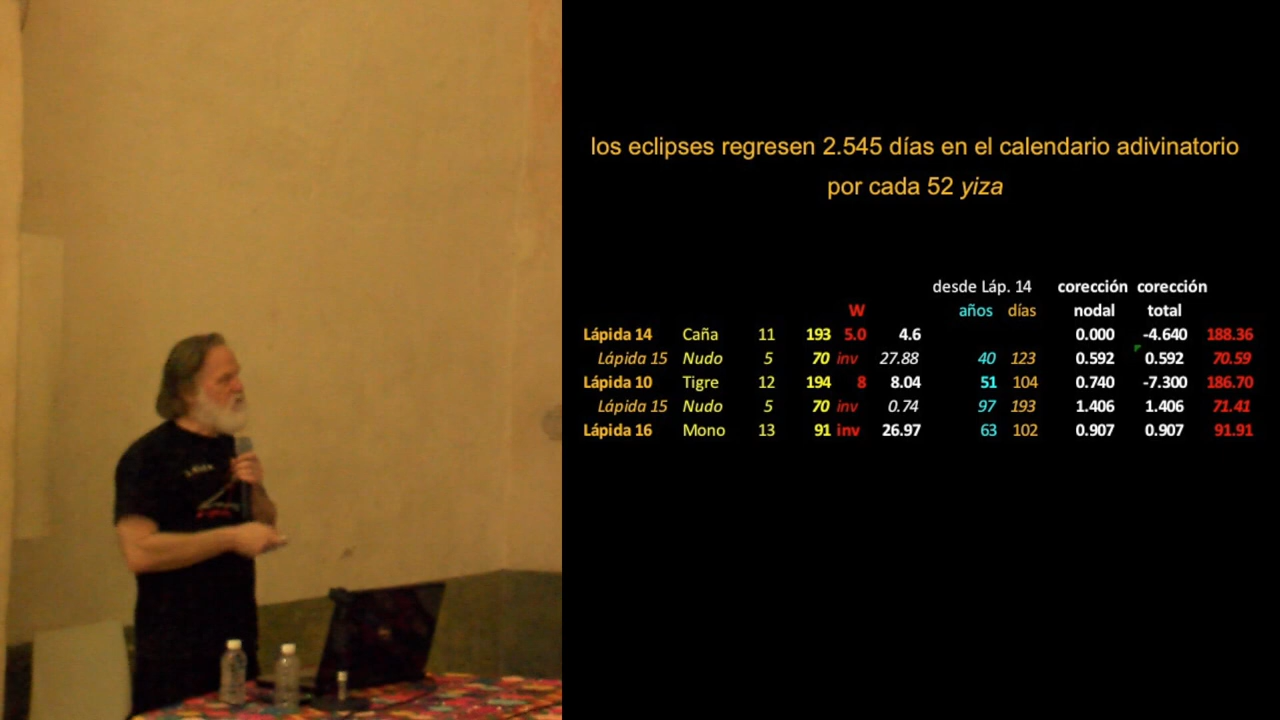 los eclipses regresen 2.545 días en el calendario adivinatorio
por cada 52 yiza
desde Láp. 14 corección corección
W años días nodal total
Lápida 14 Caña 11 193 5.0 4.6 0.000 -4.640 188.36
Lápida 15 Nudo 5 70 inv 27.88 40 123 0.592 0.592 70.59
Lápida 10 Tigre 12 194 8 8.04 51 104 0.740 -7.300 186.70
Lápida 15 Nudo 5 70 inv 0.74 97 193 1.406 1.406 71.41
Lápida 16 Mono 13 91 inv 26.97 63 102 0.907 0.907 91.91